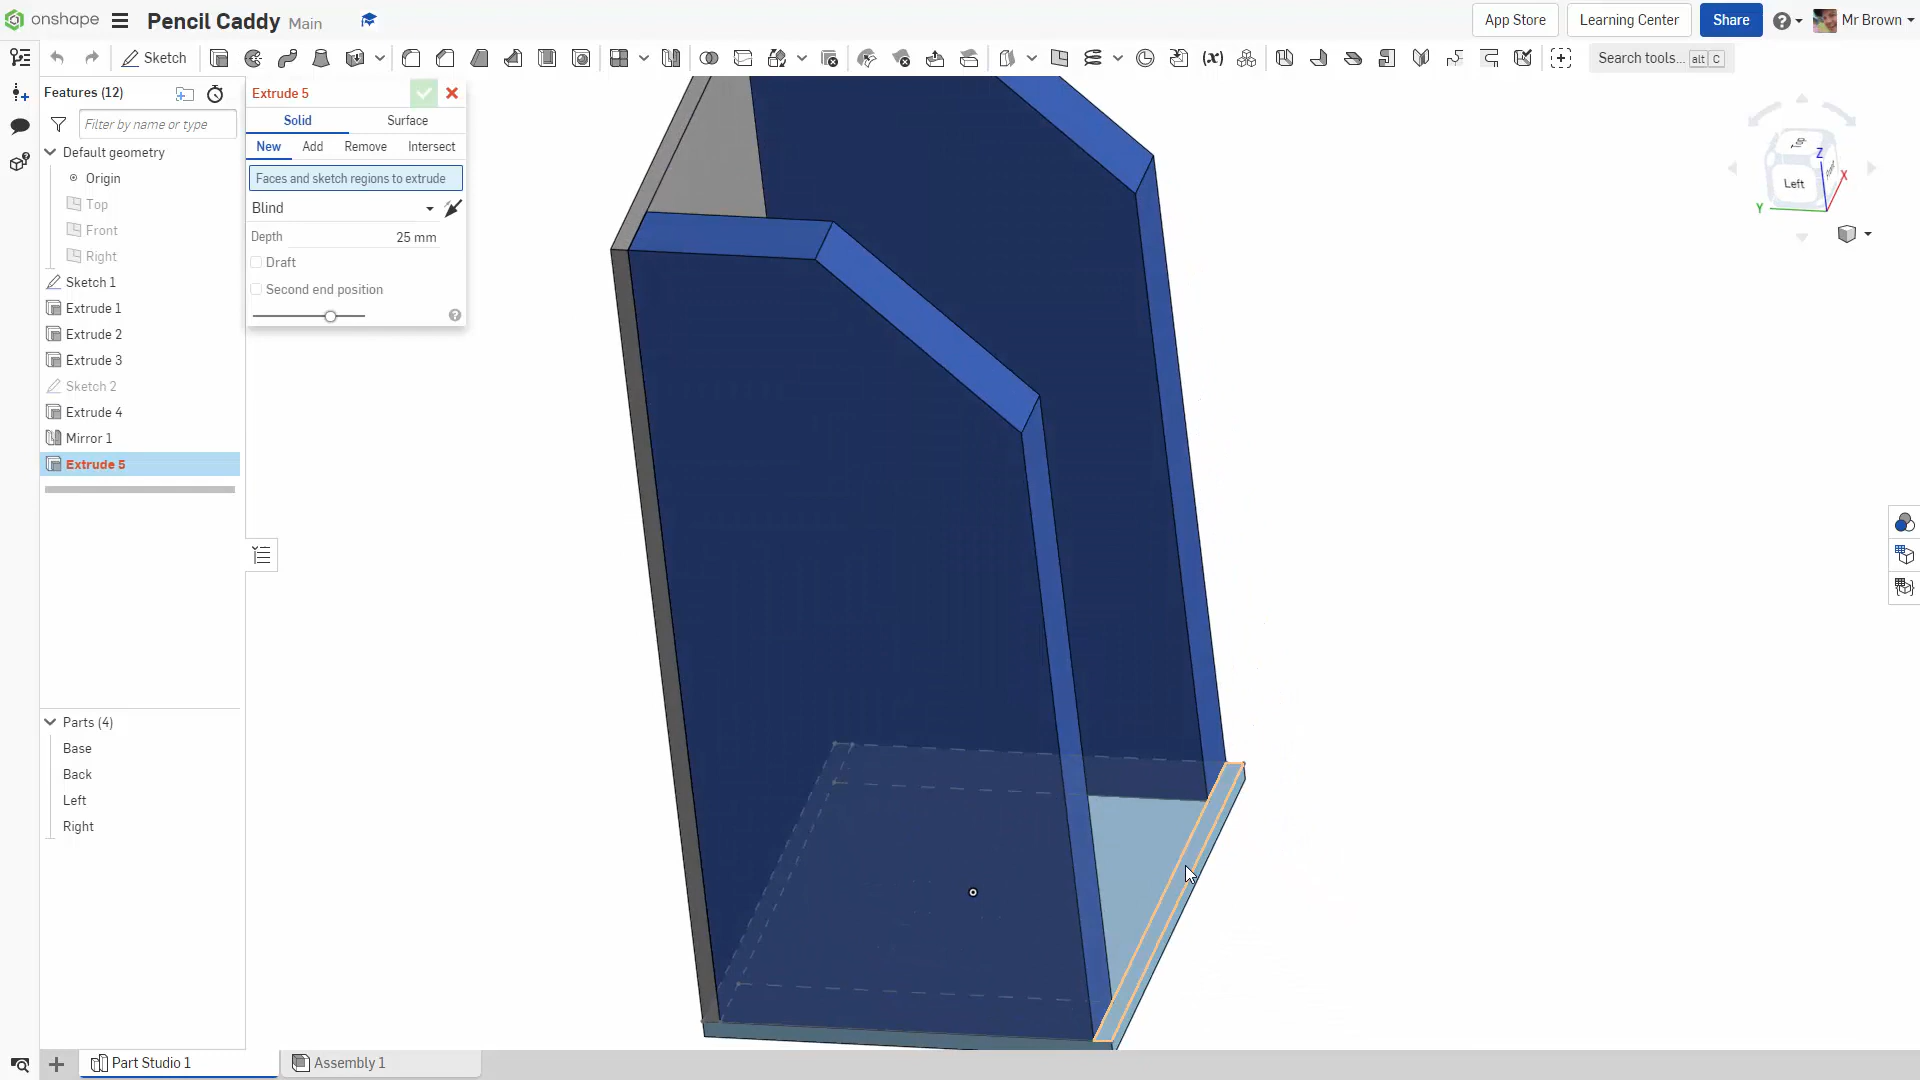 onshape Pencil Caddy Main App Store Learning Center Share Mr Brown
Sketch (x) Search tools... alt C
Features (12)
Filter by name or type
Default geometry
Origin
Top
Front
Right
Sketch 1
Extrude 1
Extrude 2
Extrude 3
Sketch 2
Extrude 4
Mirror 1
Extrude 5
Parts (4)
Base
Back
Left
Right
Extrude 5
Solid Surface
New Add Remove Intersect
Faces and sketch regions to extrude
Blind
Depth 25 mm
Draft
Second end position
Z
Left
X
Y
Part Studio 1 Assembly 1